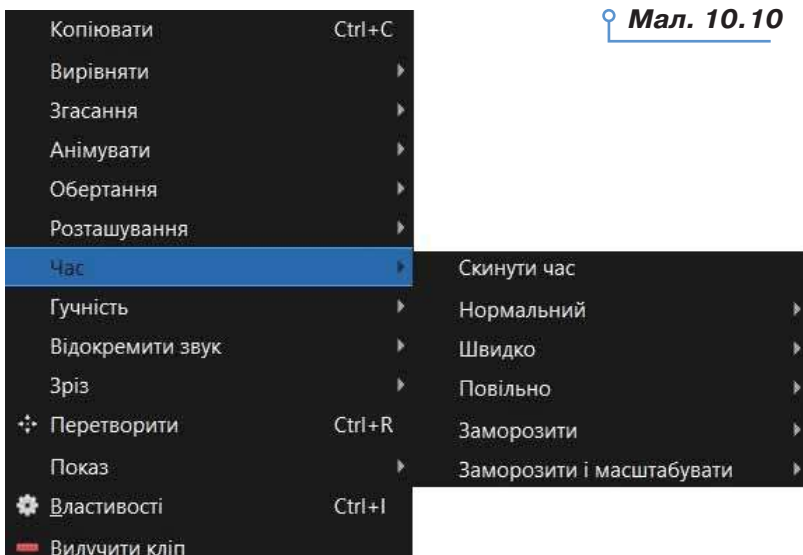 Мал. 10.10
Копіювати Ctrl+C
Вирівняти
Згасання
Анімувати
Обертання
Розташування
Час
Гучність
Відокремити звук
Зріз
Перетворити Ctrl+R
Показ
Властивості Ctrl+I
Вилучити кліп
Скинути час
Нормальний
Швидко
Повільно
Заморозити
Заморозити і масштабувати